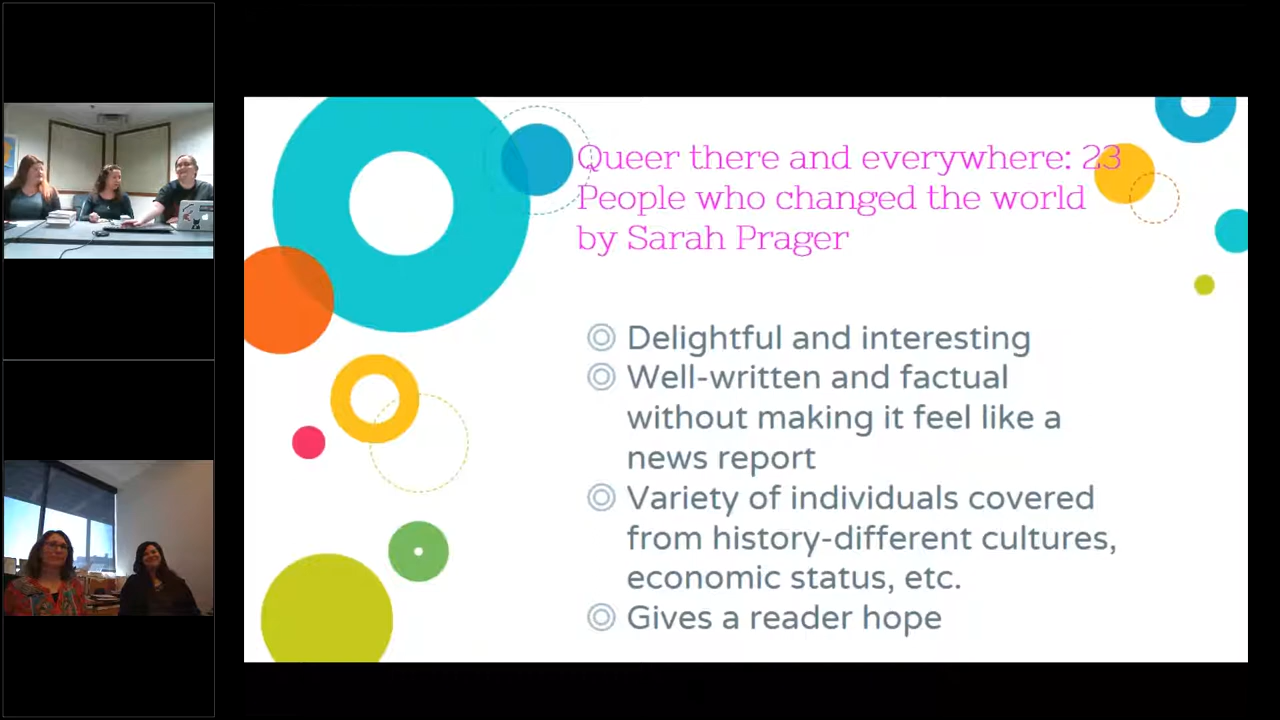 Queer there and everywhere: 23
People who changed the world
by Sarah Prager
Delightful and interesting
Well-written and factual
without making it feel like a
news report
Variety of individuals covered
from history-different cultures,
economic status, etc.
Gives a reader hope